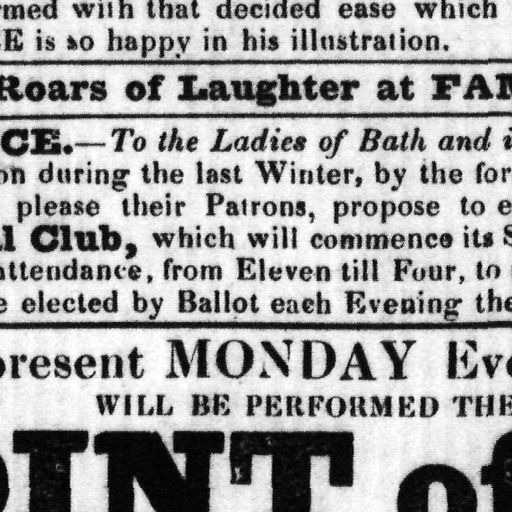 rmed with that decided ease which
E is so happy in his illustration.
Roars of Laughter at FAM
CE.—To the Ladies of Bath and i
on during the last Winter, by the for
please their Patrons, propose to e
l Club, which will commence its S
attendance, from Eleven till Four, to
e elected by Ballot each Evening the
present MONDAY Eve
WILL BE PERFORMED THE
OINT of